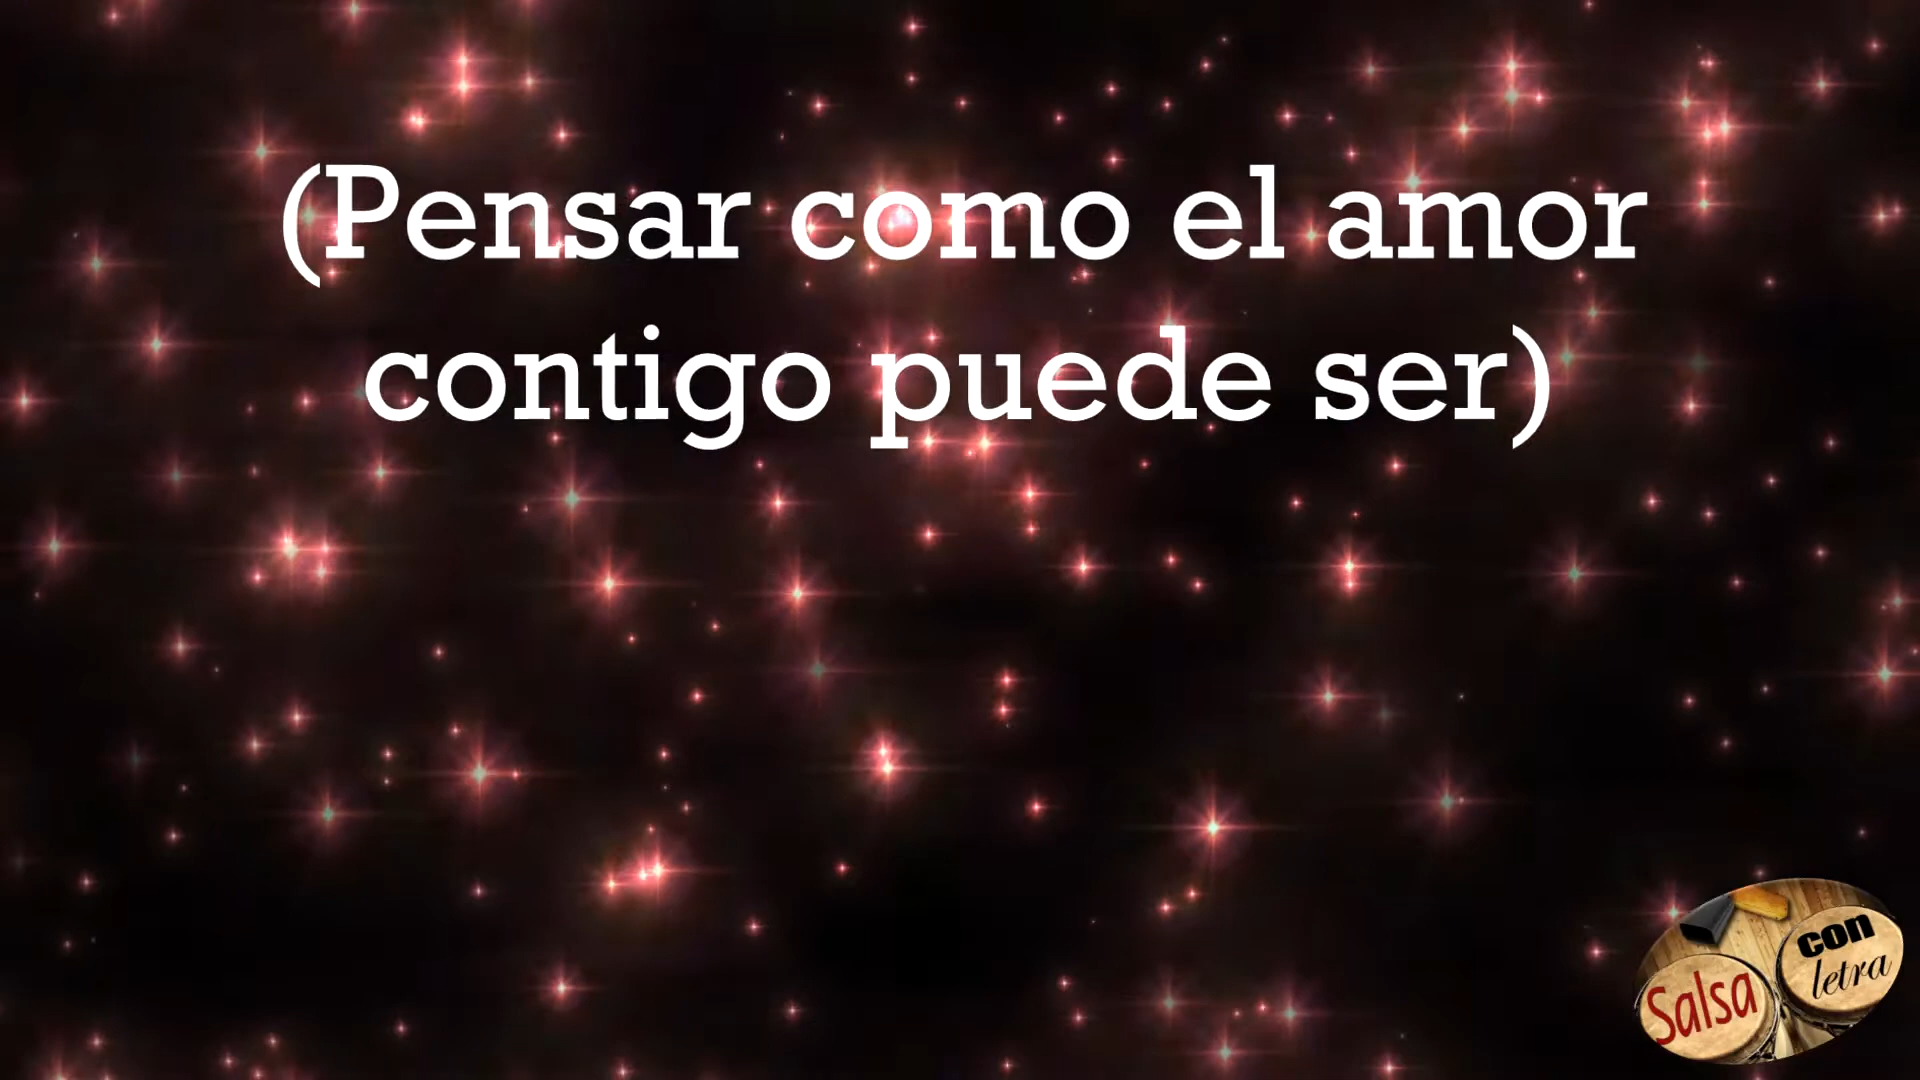 (Pensar como el amor
contigo puede ser)
Salsa
con
letra